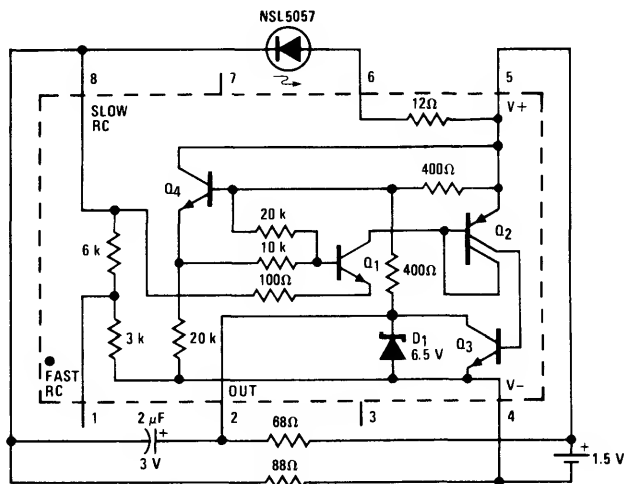 NSL5057
8
7
6
5
SLOW
RC
12Ω
V+
Q4
400Ω
Q2
20 k
6 k
10 k
Q1
400Ω
100Ω
3 k
20 k
D1
6.5 V
Q3
FAST
RC
OUT
V-
1
2
3
4
2 μF
+
3 V
68Ω
88Ω
+
1.5 V